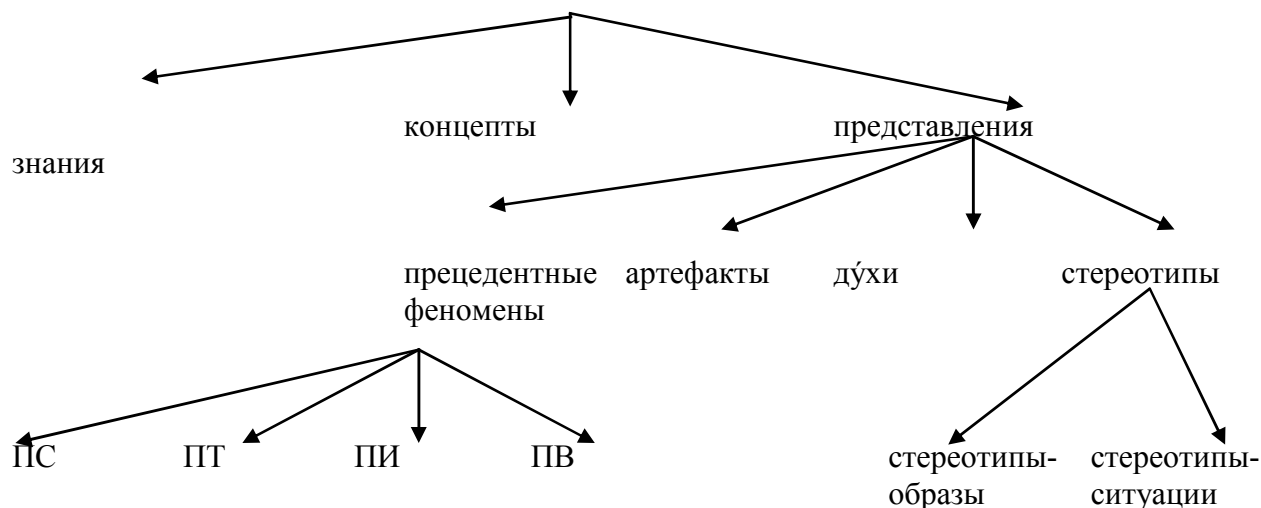 концепты представления
знания
прецедентные артефакты ду́хи стереотипы
феномены
ПС ПТ ПИ ПВ стереотипы- стереотипы-
образы ситуации